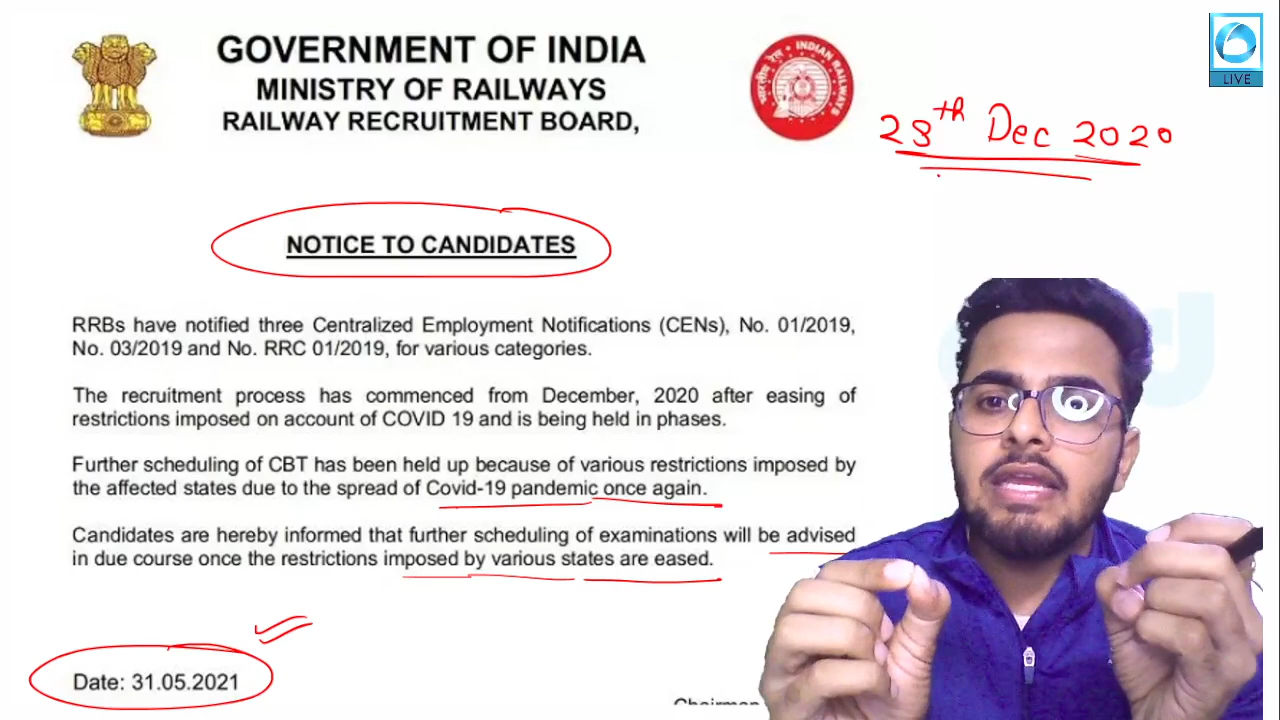 GOVERNMENT OF INDIA
MINISTRY OF RAILWAYS
RAILWAY RECRUITMENT BOARD,
INDIAN RAILWAYS
भारतीय रेल
LIVE
28th Dec 2020
NOTICE TO CANDIDATES
RRBs have notified three Centralized Employment Notifications (CENs), No. 01/2019,
No. 03/2019 and No. RRC 01/2019, for various categories.
The recruitment process has commenced from December, 2020 after easing of
restrictions imposed on account of COVID 19 and is being held in phases.
Further scheduling of CBT has been held up because of various restrictions imposed by
the affected states due to the spread of Covid-19 pandemic once again.
Candidates are hereby informed that further scheduling of examinations will be advised
in due course once the restrictions imposed by various states are eased.
Date: 31.05.2021
Chairman